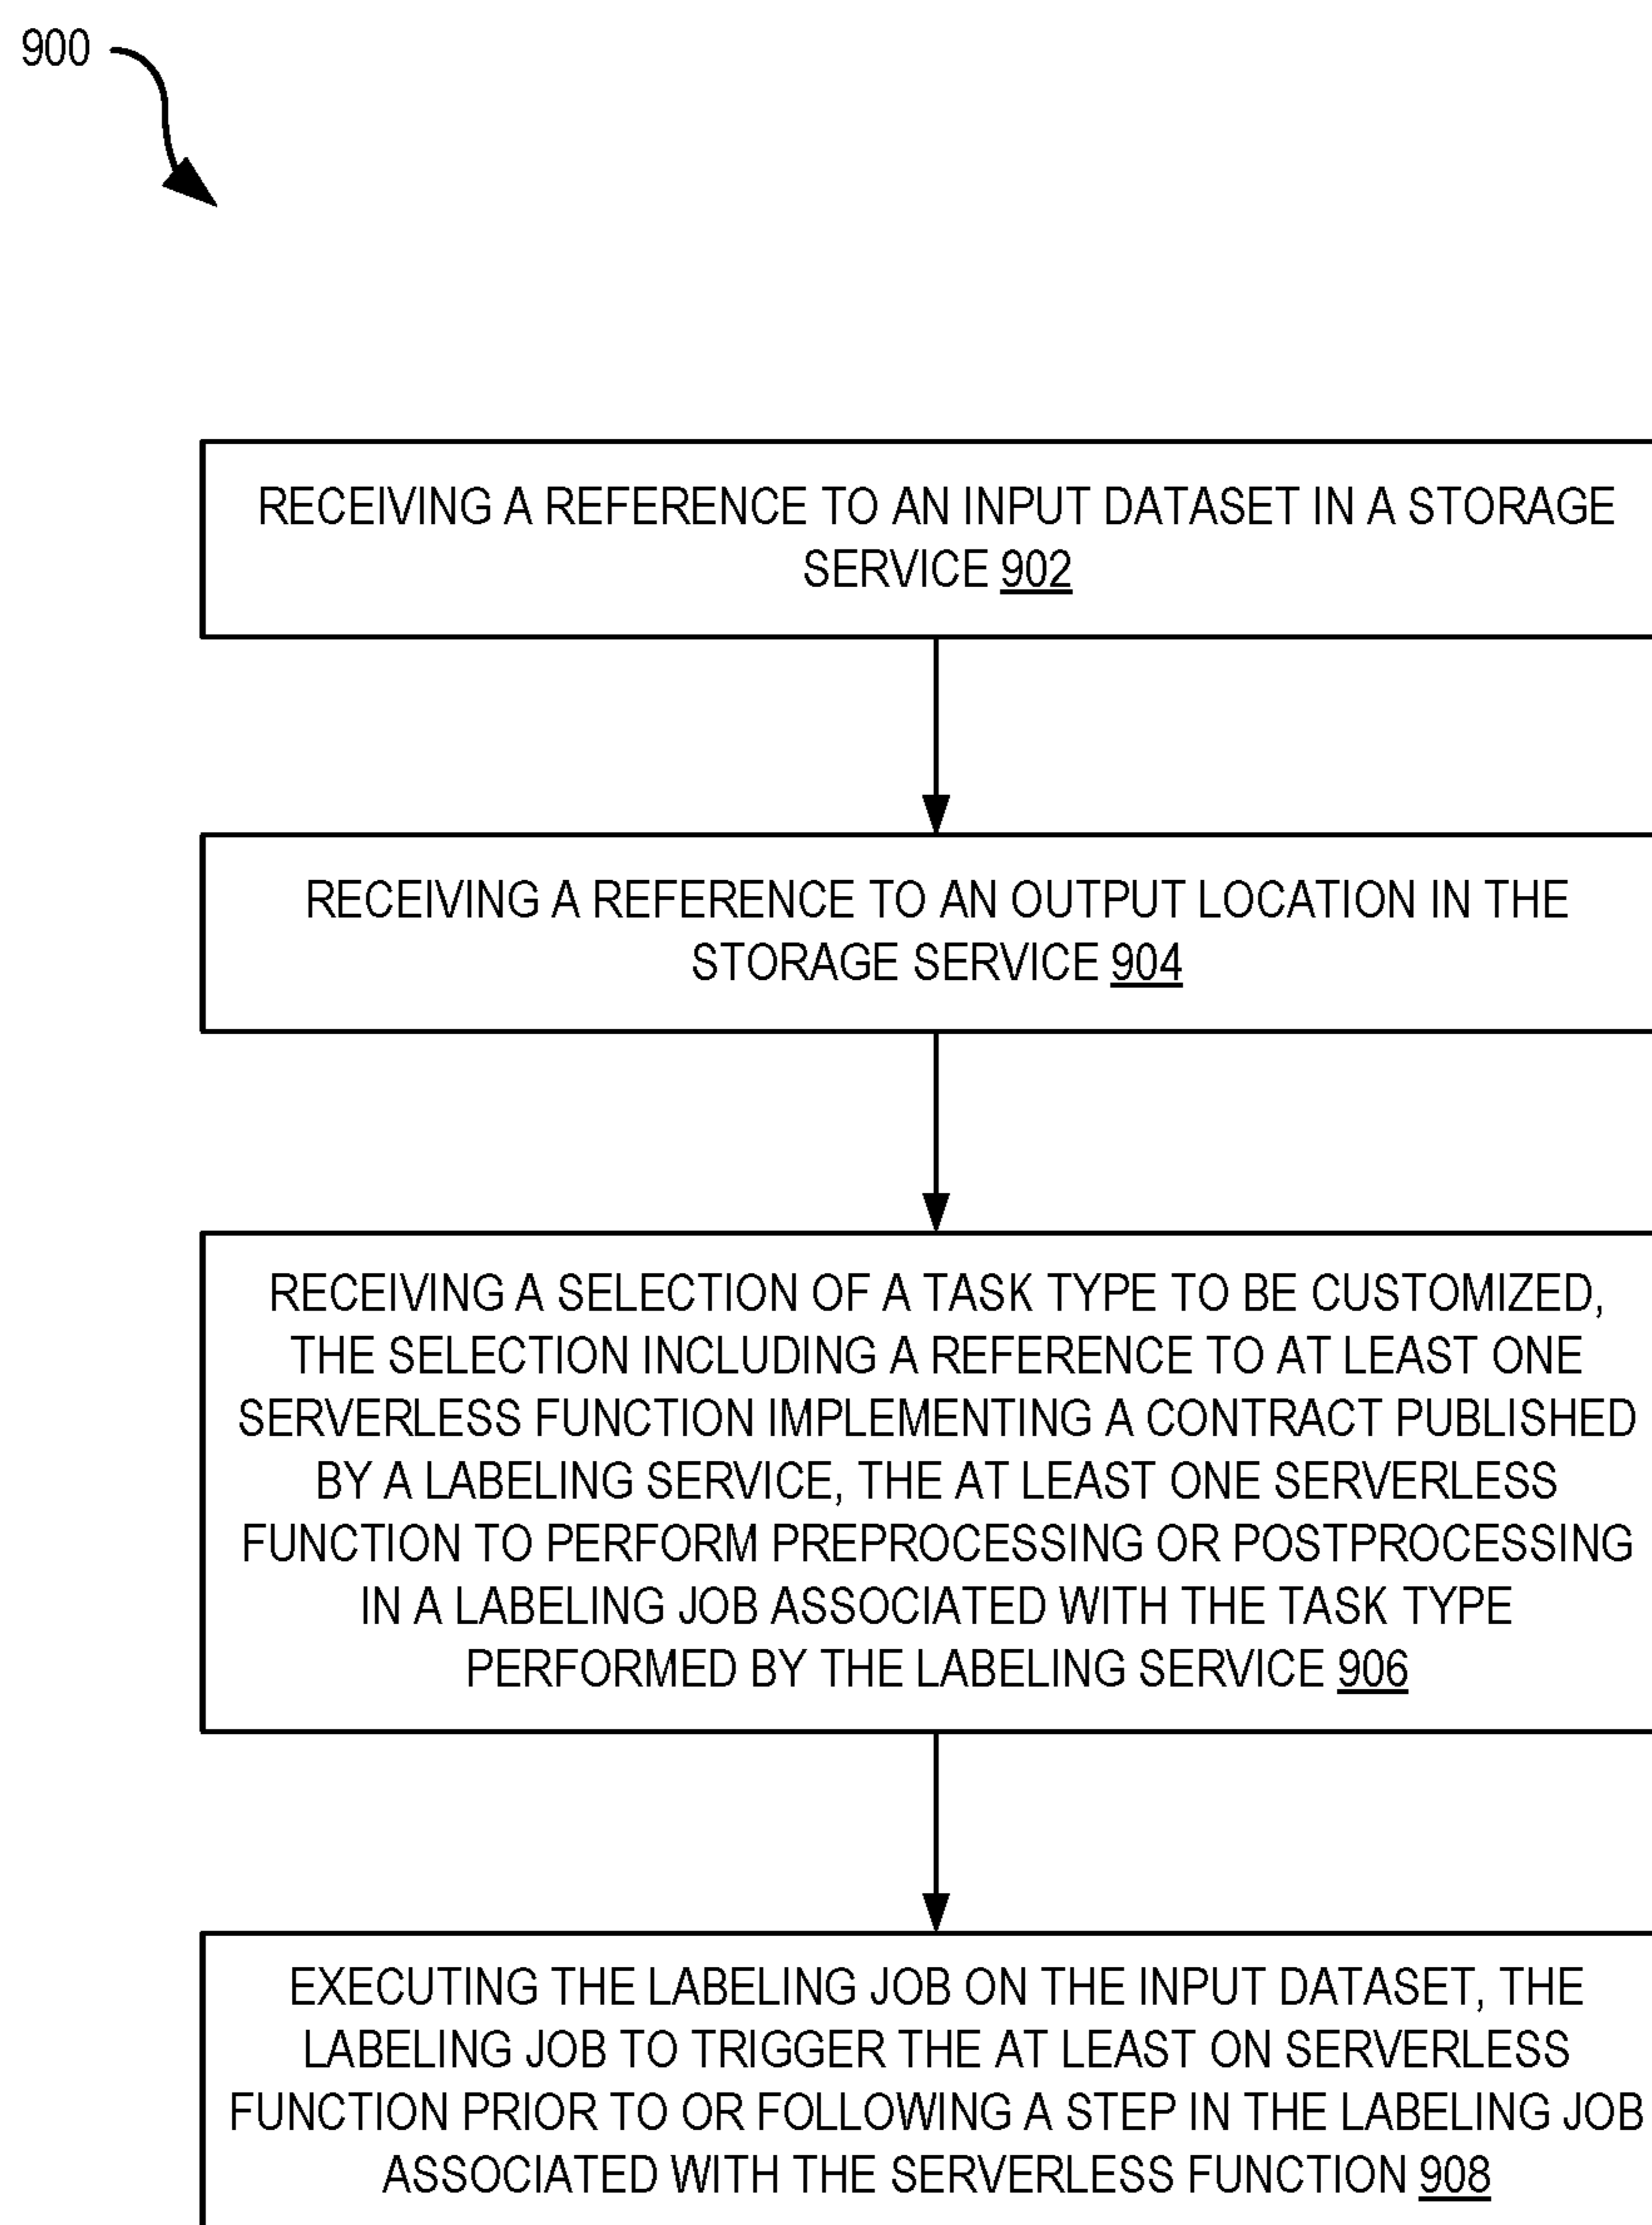 900
RECEIVING A REFERENCE TO AN INPUT DATASET IN A STORAGE
SERVICE 902
RECEIVING A REFERENCE TO AN OUTPUT LOCATION IN THE
STORAGE SERVICE 904
RECEIVING A SELECTION OF A TASK TYPE TO BE CUSTOMIZED,
THE SELECTION INCLUDING A REFERENCE TO AT LEAST ONE
SERVERLESS FUNCTION IMPLEMENTING A CONTRACT PUBLISHED
BY A LABELING SERVICE, THE AT LEAST ONE SERVERLESS
FUNCTION TO PERFORM PREPROCESSING OR POSTPROCESSING
IN A LABELING JOB ASSOCIATED WITH THE TASK TYPE
PERFORMED BY THE LABELING SERVICE 906
EXECUTING THE LABELING JOB ON THE INPUT DATASET, THE
LABELING JOB TO TRIGGER THE AT LEAST ON SERVERLESS
FUNCTION PRIOR TO OR FOLLOWING A STEP IN THE LABELING JOB
ASSOCIATED WITH THE SERVERLESS FUNCTION 908